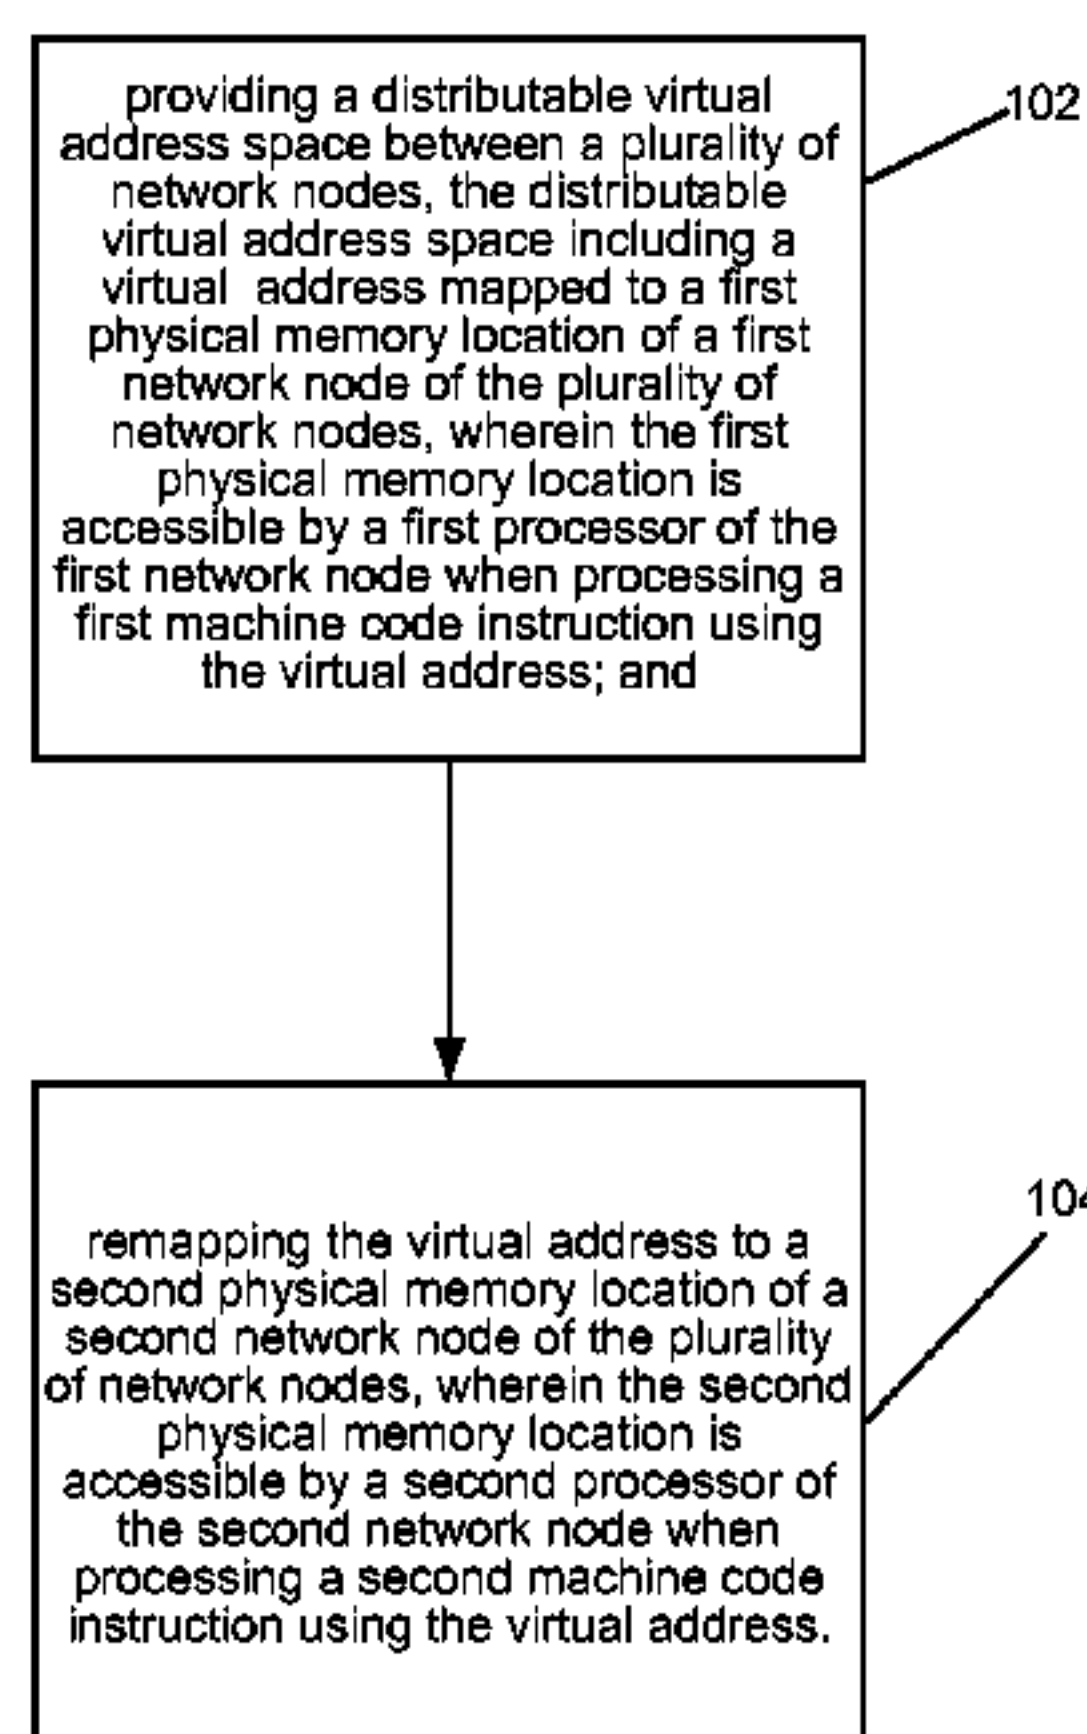 providing a distributable virtual
address space between a plurality of
network nodes, the distributable
virtual address space including a
virtual  address mapped to a first
physical memory location of a first
network node of the plurality of
network nodes, wherein the first
physical memory location is
accessible by a first processor of the
first network node when processing a
first machine code instruction using
the virtual address; and
102
remapping the virtual address to a
second physical memory location of a
second network node of the plurality
of network nodes, wherein the second
physical memory location is
accessible by a second processor of
the second network node when
processing a second machine code
instruction using the virtual address.
104